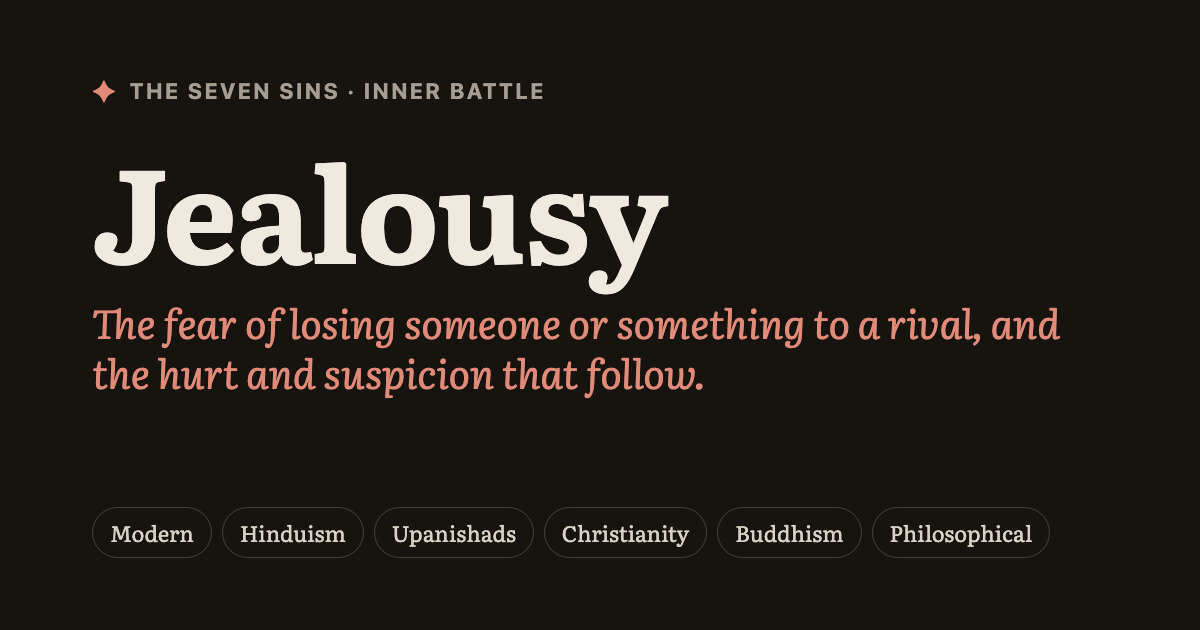 THE SEVEN SINS · INNER BATTLE
Jealousy
The fear of losing someone or something to a rival, and
the hurt and suspicion that follow.
Modern Hinduism Upanishads Christianity Buddhism Philosophical